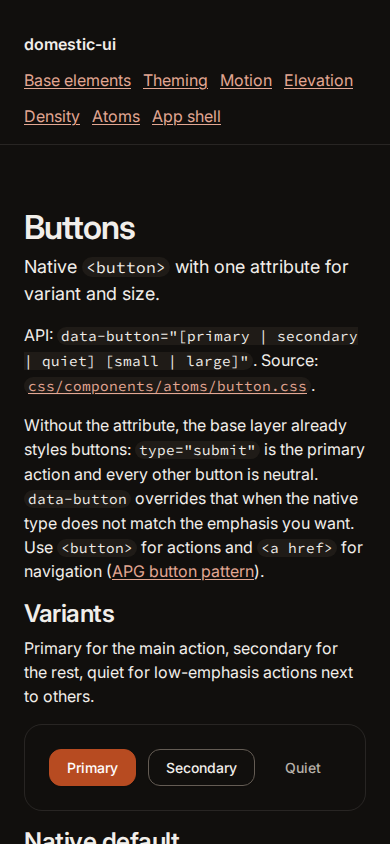 domestic-ui
Base elements Theming Motion Elevation
Density Atoms App shell
Buttons
Native <button> with one attribute for
variant and size.
API: data-button="[primary | secondary
| quiet] [small | large]". Source:
css/components/atoms/button.css.
Without the attribute, the base layer already
styles buttons: type="submit" is the primary
action and every other button is neutral.
data-button overrides that when the native
type does not match the emphasis you want.
Use <button> for actions and <a href> for
navigation (APG button pattern).
Variants
Primary for the main action, secondary for
the rest, quiet for low-emphasis actions next
to others.
Primary Secondary Quiet
Native default